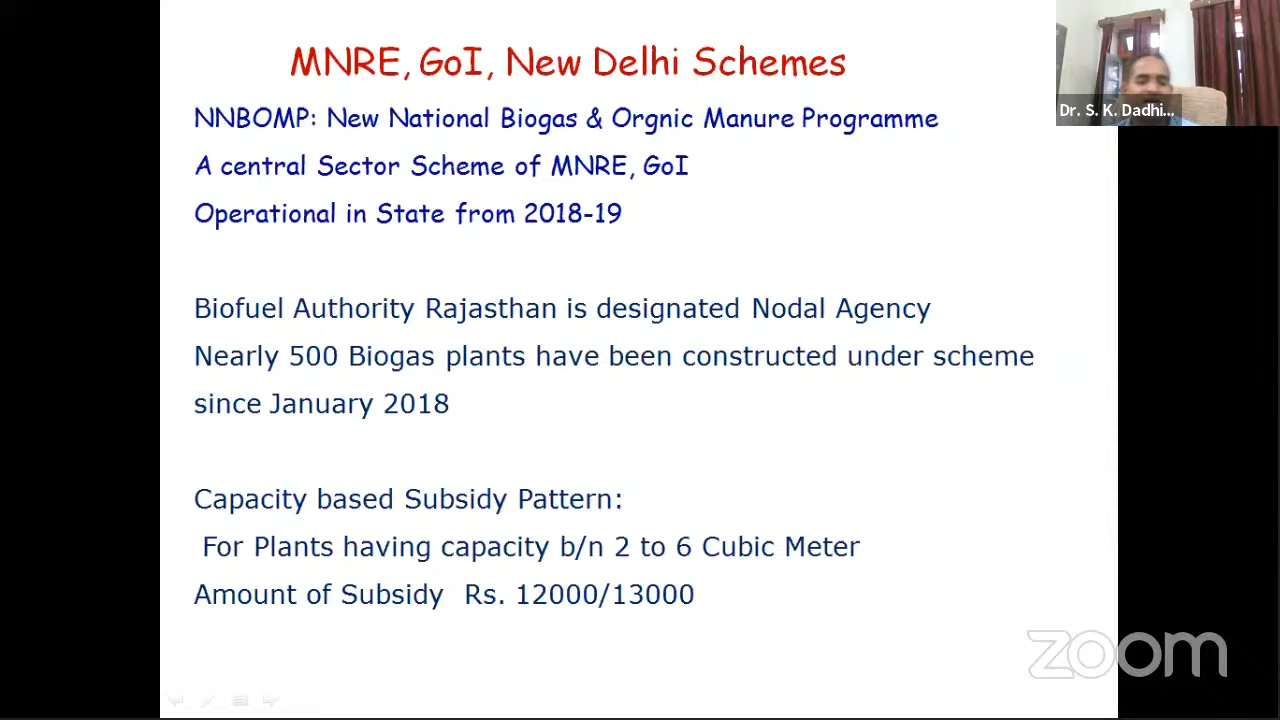 MNRE, GoI, New Delhi Schemes
NNBOMP: New National Biogas & Orgnic Manure Programme
A central Sector Scheme of MNRE, GoI
Operational in State from 2018-19
Biofuel Authority Rajasthan is designated Nodal Agency
Nearly 500 Biogas plants have been constructed under scheme
since January 2018
Capacity based Subsidy Pattern:
For Plants having capacity b/n 2 to 6 Cubic Meter
Amount of Subsidy Rs. 12000/13000
Dr. S. K. Dadhi...
zoom